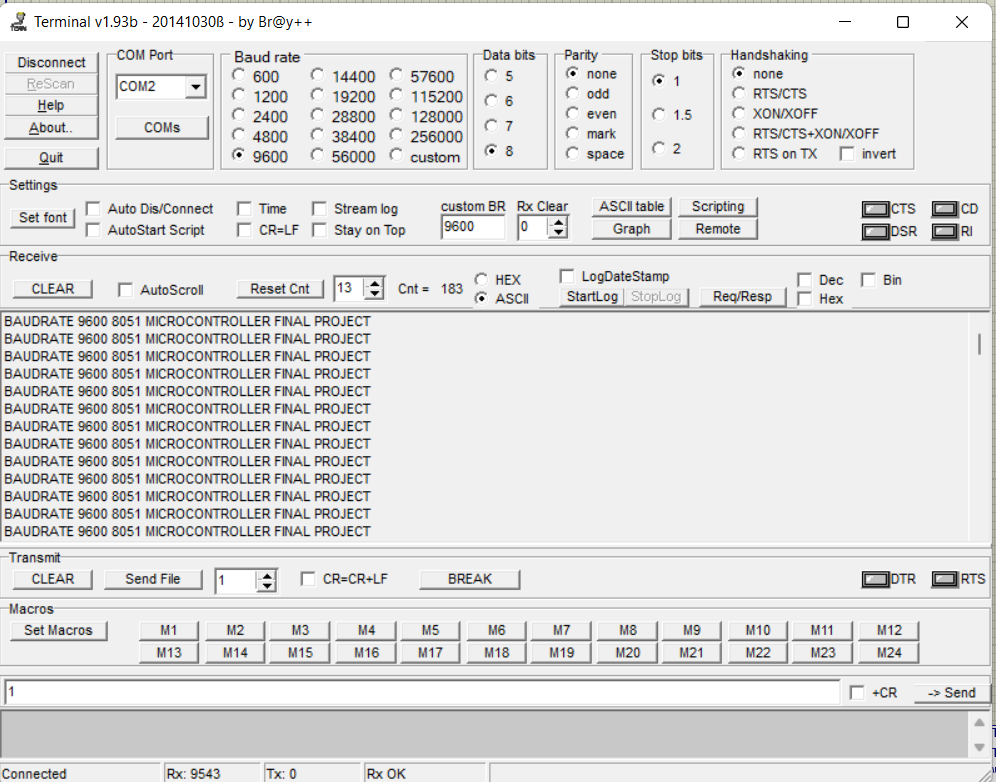 Terminal v1.93b - 20141030ß - by Br@y++
Disconnect
ReScan
Help
About..
Quit
COM Port
COM2
COMs
Baud rate
600 14400 57600
1200 19200 115200
2400 28800 128000
4800 38400 256000
9600 56000 custom
Data bits
5
6
7
8
Parity
none
odd
even
mark
space
Stop bits
1
1.5
2
Handshaking
none
RTS/CTS
XON/XOFF
RTS/CTS+XON/XOFF
RTS on TX invert
Settings
Set font
Auto Dis/Connect Time Stream log
AutoStart Script CR=LF Stay on Top
custom BR Rx Clear
9600 0
ASCII table Scripting
Graph Remote
CTS CD
DSR RI
Receive
CLEAR AutoScroll Reset Cnt 13 Cnt = 183
HEX
ASCII
LogDateStamp
StartLog StopLog Req/Resp
Dec Bin
Hex
BAUDRATE 9600 8051 MICROCONTROLLER FINAL PROJECT
BAUDRATE 9600 8051 MICROCONTROLLER FINAL PROJECT
BAUDRATE 9600 8051 MICROCONTROLLER FINAL PROJECT
BAUDRATE 9600 8051 MICROCONTROLLER FINAL PROJECT
BAUDRATE 9600 8051 MICROCONTROLLER FINAL PROJECT
BAUDRATE 9600 8051 MICROCONTROLLER FINAL PROJECT
BAUDRATE 9600 8051 MICROCONTROLLER FINAL PROJECT
BAUDRATE 9600 8051 MICROCONTROLLER FINAL PROJECT
BAUDRATE 9600 8051 MICROCONTROLLER FINAL PROJECT
BAUDRATE 9600 8051 MICROCONTROLLER FINAL PROJECT
BAUDRATE 9600 8051 MICROCONTROLLER FINAL PROJECT
BAUDRATE 9600 8051 MICROCONTROLLER FINAL PROJECT
BAUDRATE 9600 8051 MICROCONTROLLER FINAL PROJECT
Transmit
CLEAR Send File 1 CR=CR+LF BREAK DTR RTS
Macros
Set Macros M1 M2 M3 M4 M5 M6 M7 M8 M9 M10 M11 M12
M13 M14 M15 M16 M17 M18 M19 M20 M21 M22 M23 M24
1 +CR -> Send
Connected Rx: 9543 Tx: 0 Rx OK